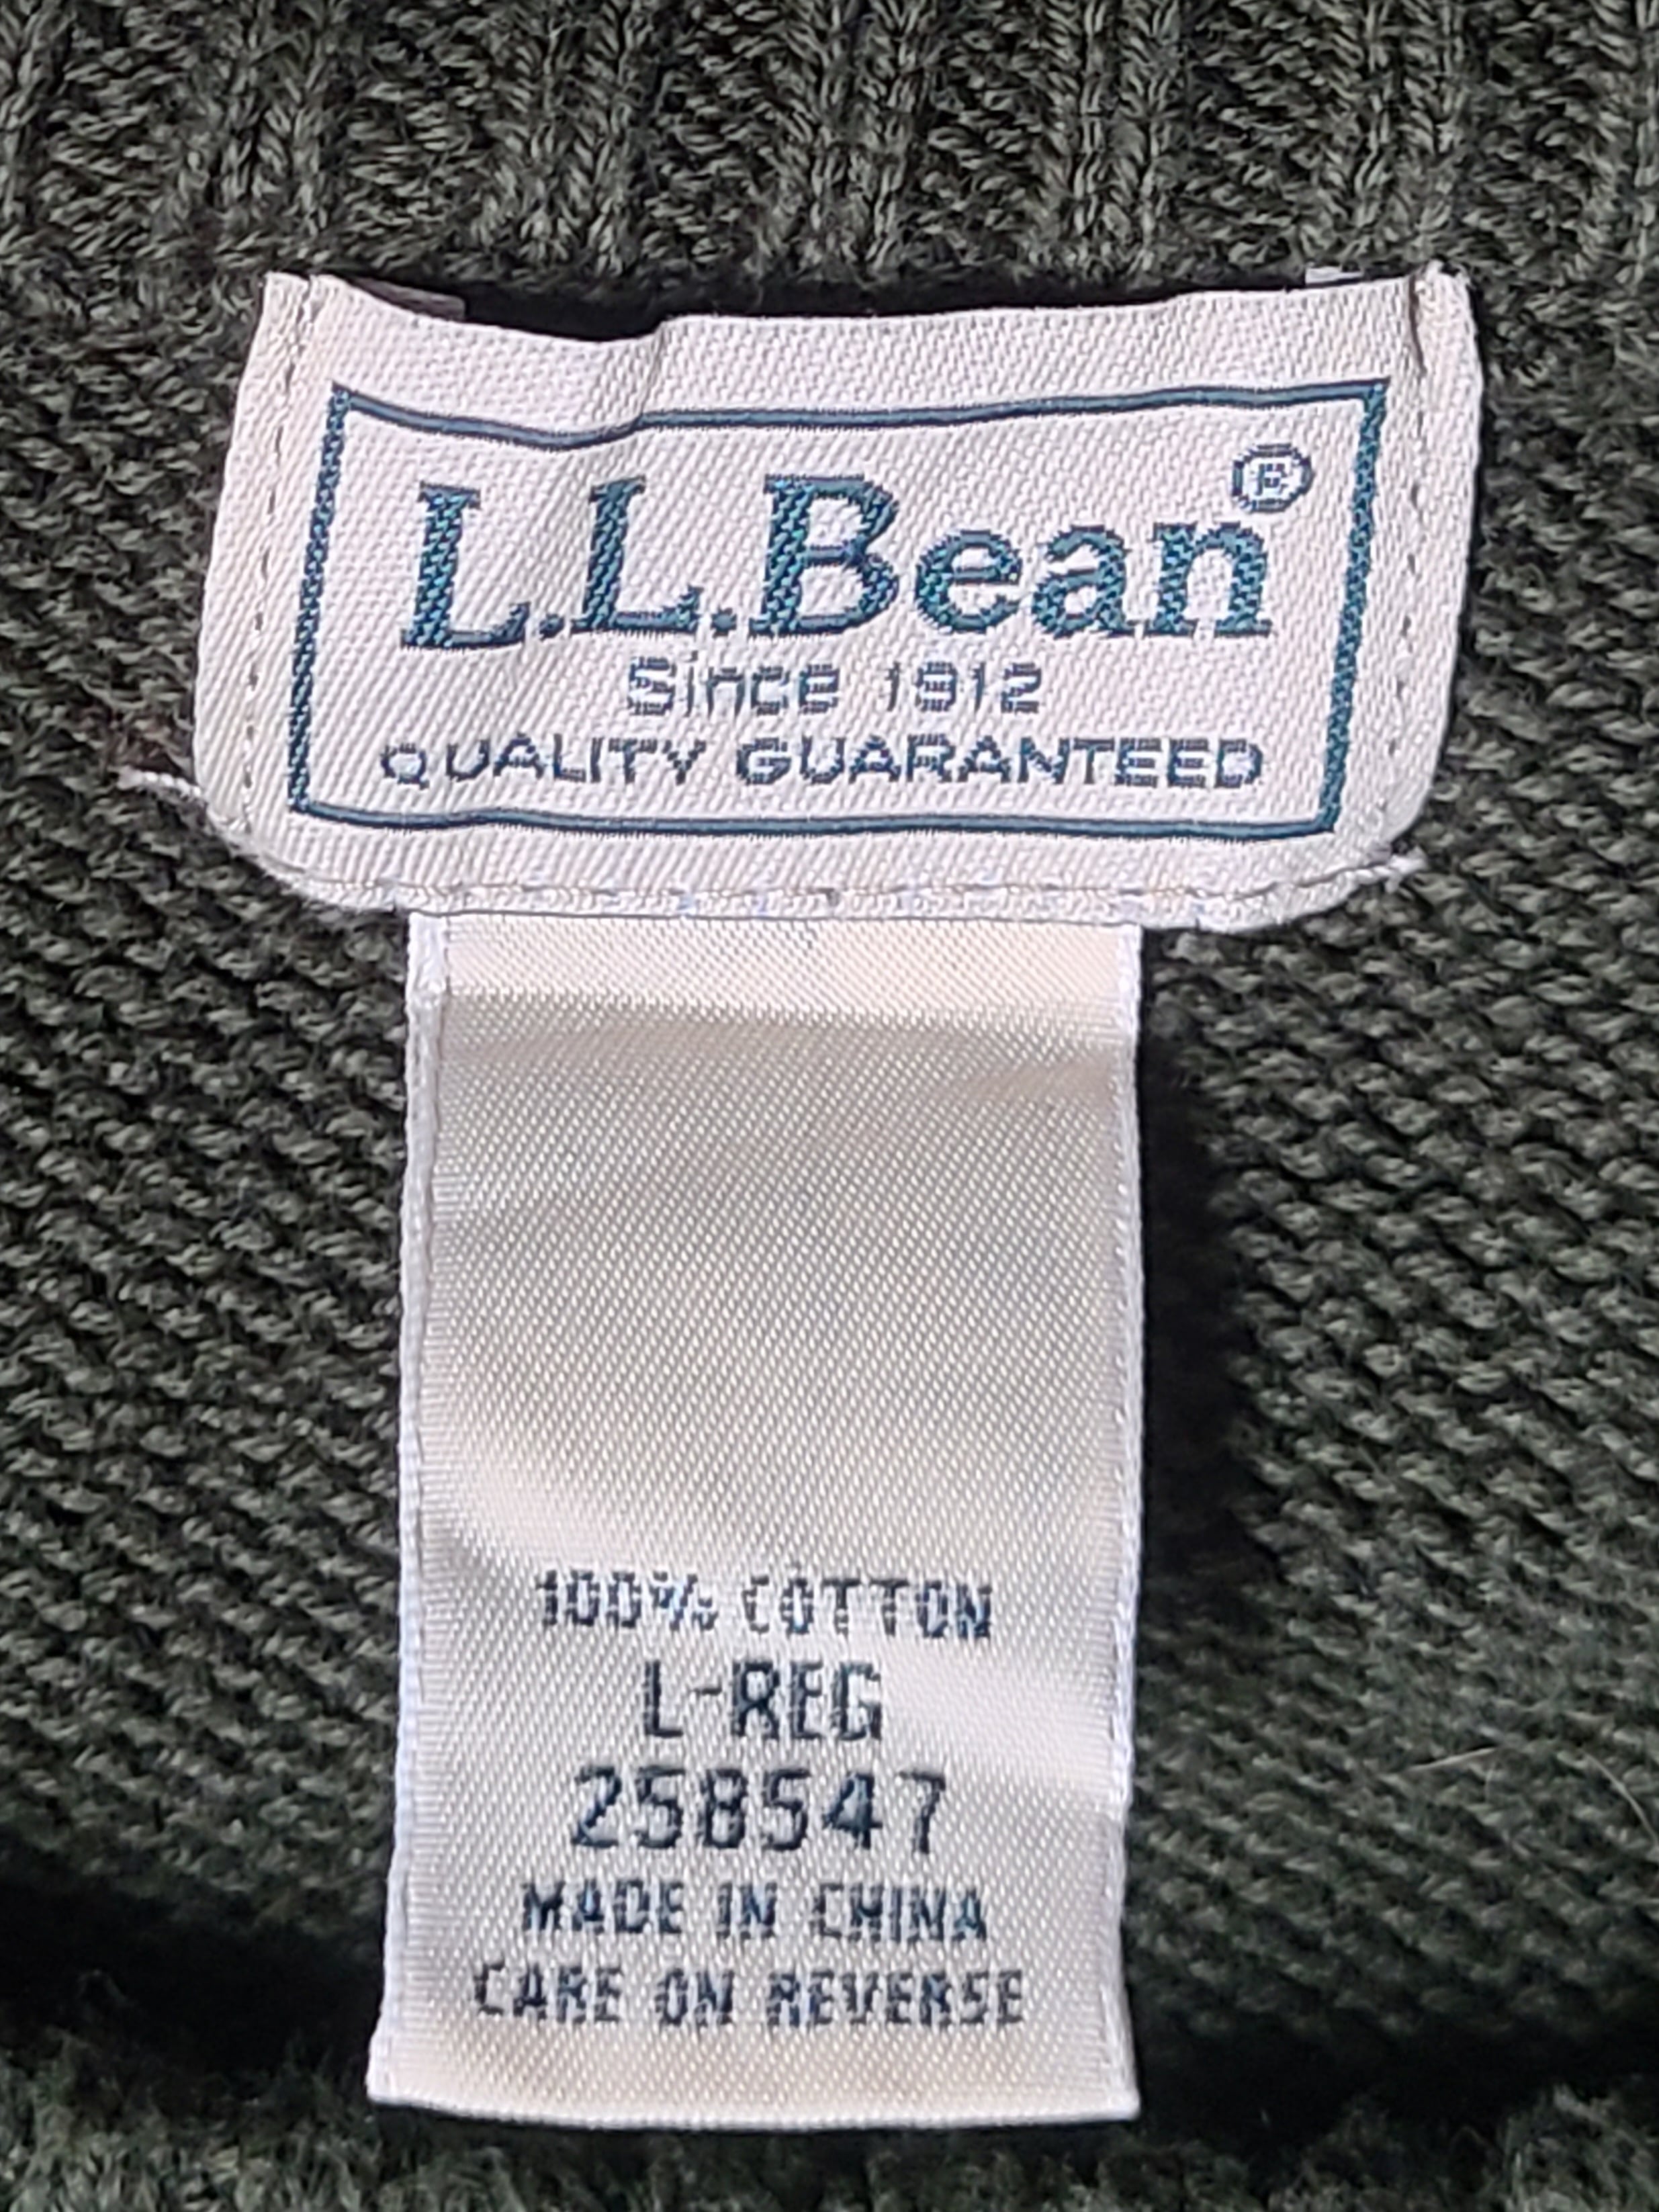 L.L.Bean®
Since 1912
QUALITY GUARANTEED
100% COTTON
L-REG
258547
MADE IN CHINA
CARE ON REVERSE